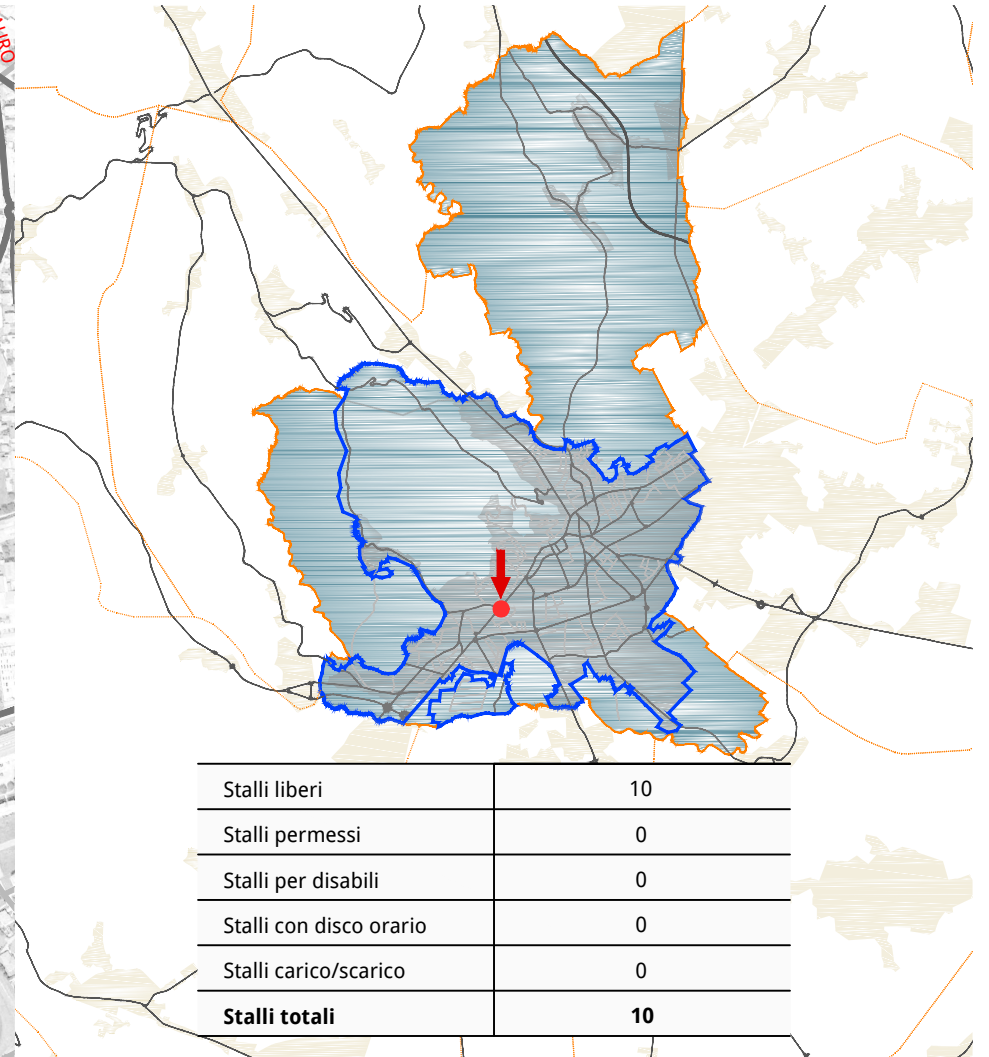 Stalli liberi 10
Stalli permessi 0
Stalli per disabili 0
Stalli con disco orario 0
Stalli carico/scarico 0
Stalli totali 10